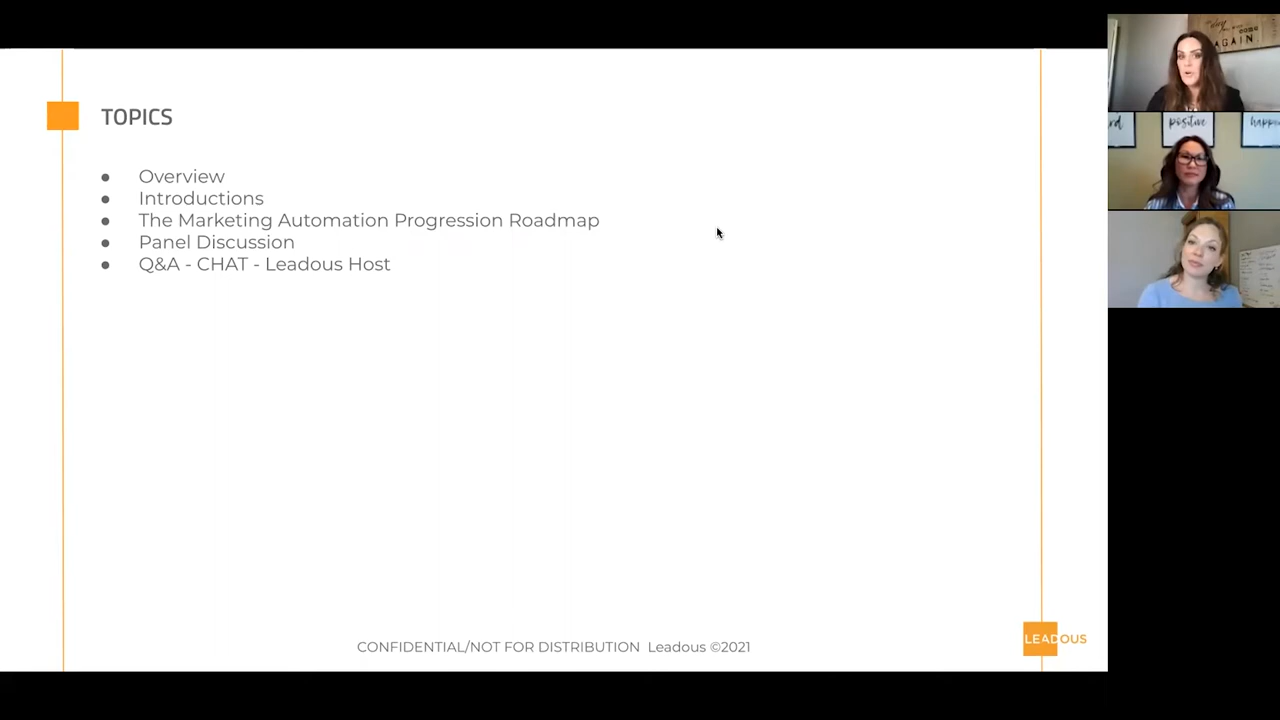 TOPICS
● Overview
● Introductions
● The Marketing Automation Progression Roadmap
● Panel Discussion
● Q&A - CHAT - Leadous Host
CONFIDENTIAL/NOT FOR DISTRIBUTION Leadous ©2021
LEADOUS
AGAIN
positive